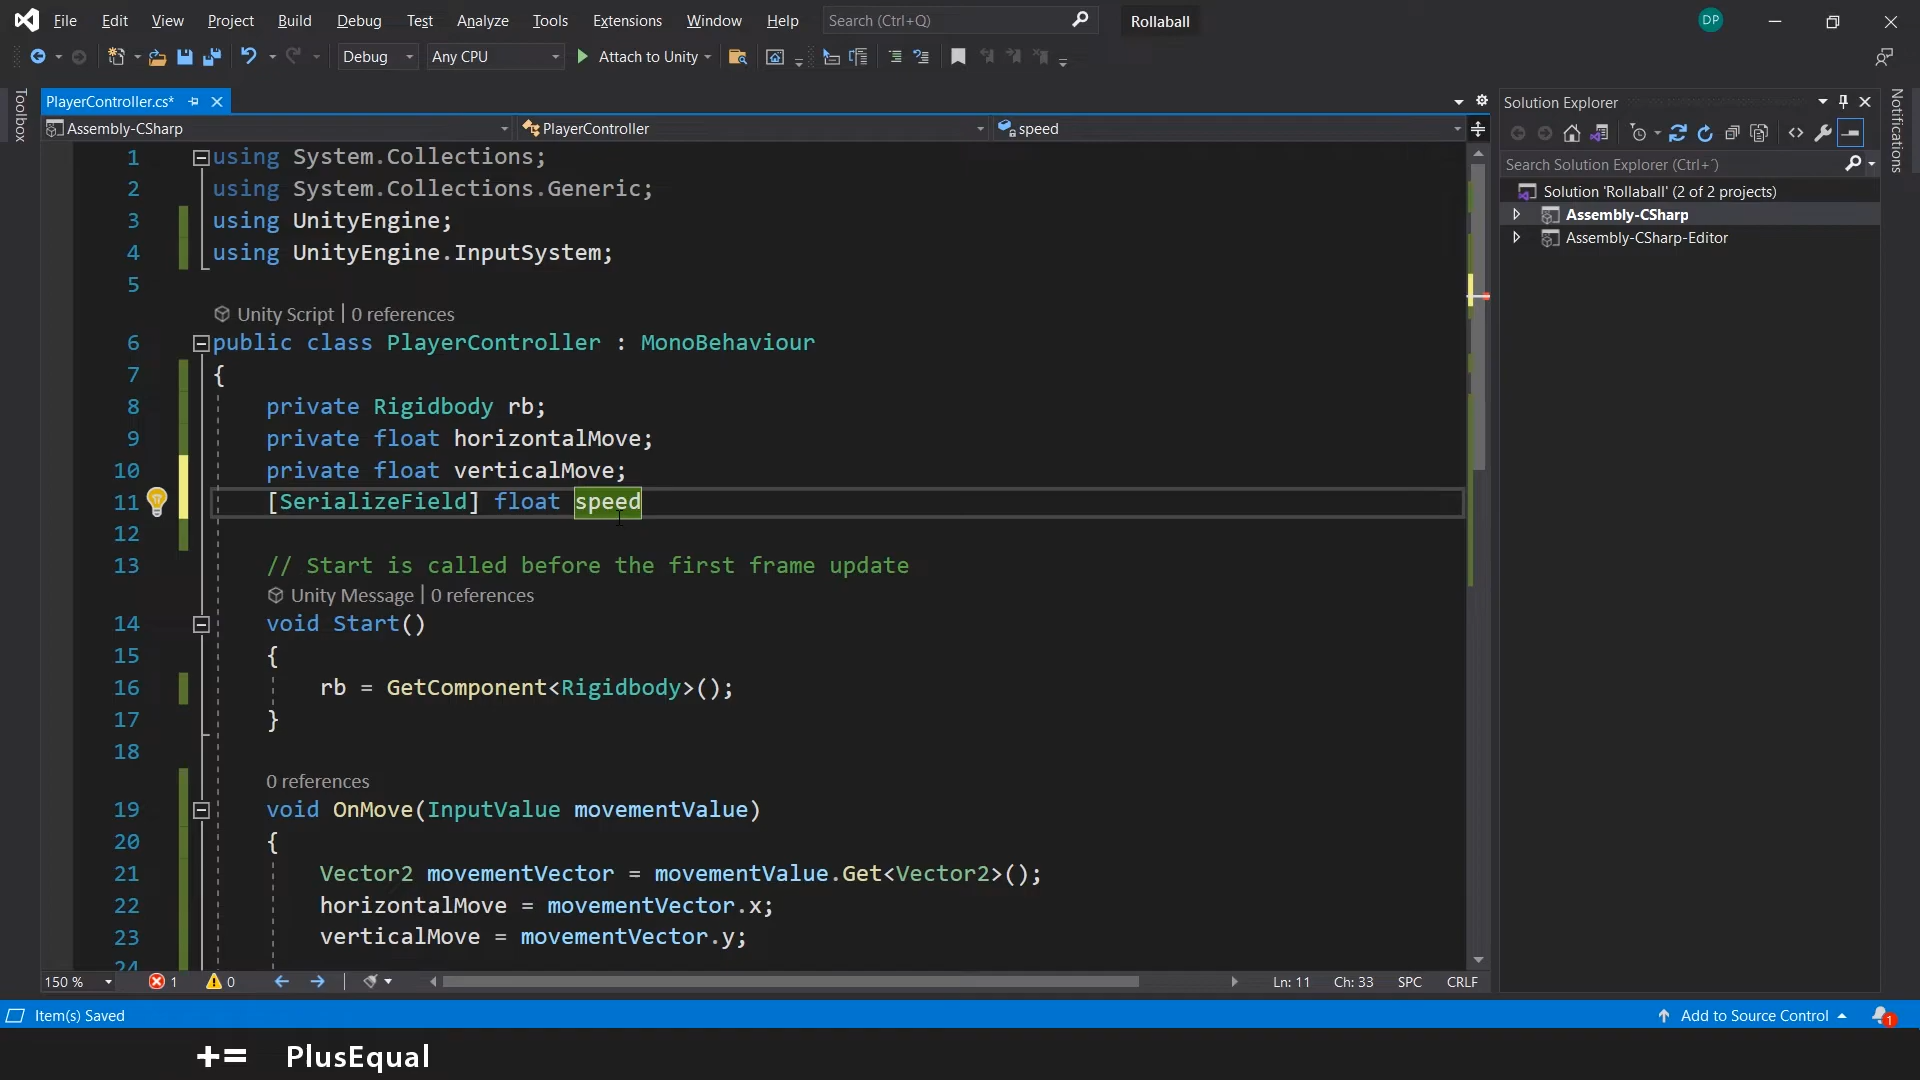 File Edit View Project Build Debug Test Analyze Tools Extensions Window Help Search (Ctrl+Q) Rollaball DP
Debug Any CPU Attach to Unity
Toolbox
PlayerController.cs*
Assembly-CSharp PlayerController speed
1 using System.Collections;
2 using System.Collections.Generic;
3 using UnityEngine;
4 using UnityEngine.InputSystem;
5
Unity Script | 0 references
6 public class PlayerController : MonoBehaviour
7 {
8 private Rigidbody rb;
9 private float horizontalMove;
10 private float verticalMove;
11 [SerializeField] float speed
12
13 // Start is called before the first frame update
Unity Message | 0 references
14 void Start()
15 {
16 rb = GetComponent<Rigidbody>();
17 }
18
0 references
19 void OnMove(InputValue movementValue)
20 {
21 Vector2 movementVector = movementValue.Get<Vector2>();
22 horizontalMove = movementVector.x;
23 verticalMove = movementVector.y;
24
150 % 1 0 Ln: 11 Ch: 33 SPC CRLF
Solution Explorer
Search Solution Explorer (Ctrl+´)
Solution 'Rollaball' (2 of 2 projects)
Assembly-CSharp
Assembly-CSharp-Editor
Notifications
Item(s) Saved Add to Source Control 1
+= PlusEqual